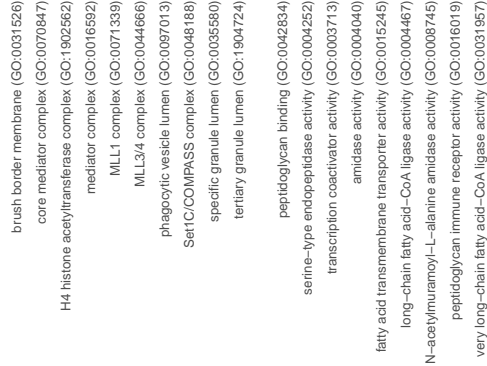 brush border membrane (GO:0031526)
core mediator complex (GO:0070847)
H4 histone acetyltransferase complex (GO:1902562)
mediator complex (GO:0016592)
MLL1 complex (GO:0071339)
MLL3/4 complex (GO:0044666)
phagocytic vesicle lumen (GO:0097013)
Set1C/COMPASS complex (GO:0048188)
specific granule lumen (GO:0035580)
tertiary granule lumen (GO:1904724)
peptidoglycan binding (GO:0042834)
serine−type endopeptidase activity (GO:0004252)
transcription coactivator activity (GO:0003713)
amidase activity (GO:0004040)
fatty acid transmembrane transporter activity (GO:0015245)
long−chain fatty acid−CoA ligase activity (GO:0004467)
N−acetylmuramoyl−L−alanine amidase activity (GO:0008745)
peptidoglycan immune receptor activity (GO:0016019)
very long−chain fatty acid−CoA ligase activity (GO:0031957)